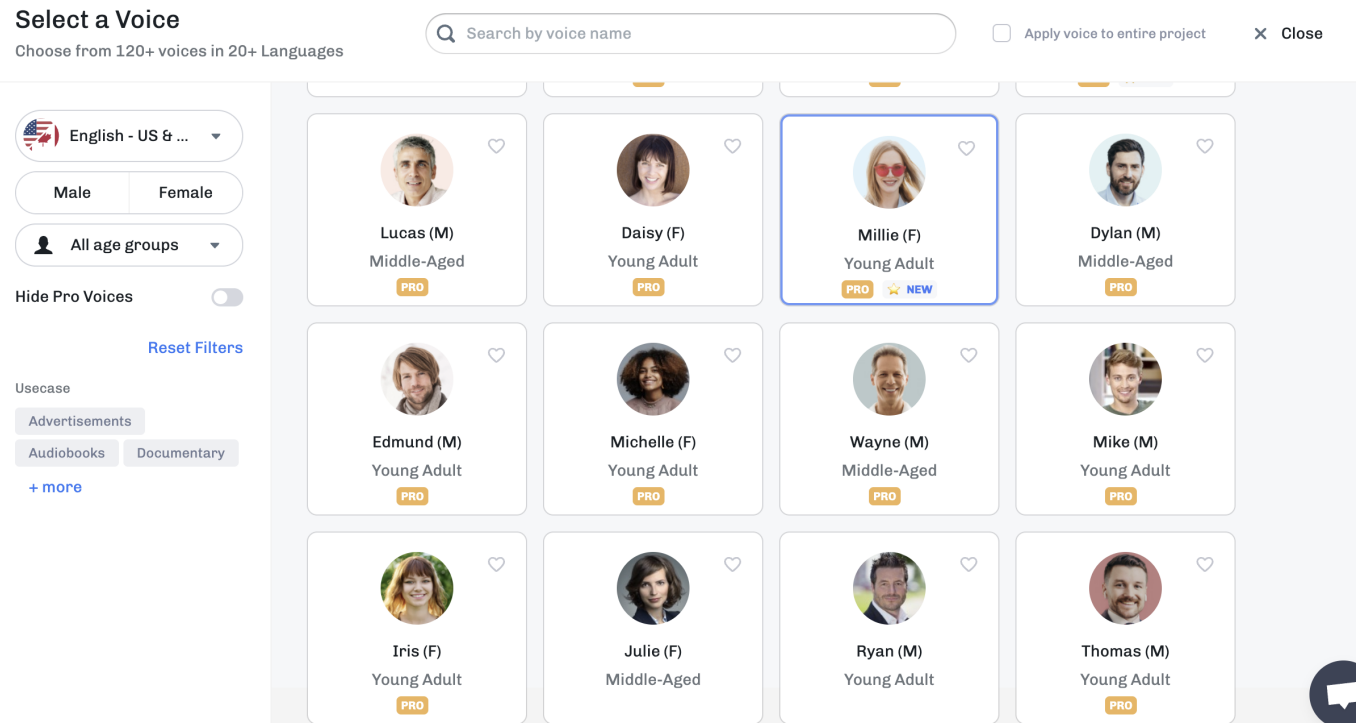 Select a Voice
Choose from 120+ voices in 20+ Languages
Search by voice name
Apply voice to entire project
Close
English - US & ...
Male
Female
All age groups
Hide Pro Voices
Reset Filters
Usecase
Advertisements
Audiobooks
Documentary
+ more
Lucas (M)
Middle-Aged
PRO
Daisy (F)
Young Adult
PRO
Millie (F)
Young Adult
PRO
NEW
Dylan (M)
Middle-Aged
PRO
Edmund (M)
Young Adult
PRO
Michelle (F)
Young Adult
PRO
Wayne (M)
Middle-Aged
PRO
Mike (M)
Young Adult
PRO
Iris (F)
Young Adult
PRO
Julie (F)
Middle-Aged
Ryan (M)
Young Adult
Thomas (M)
Young Adult
PRO